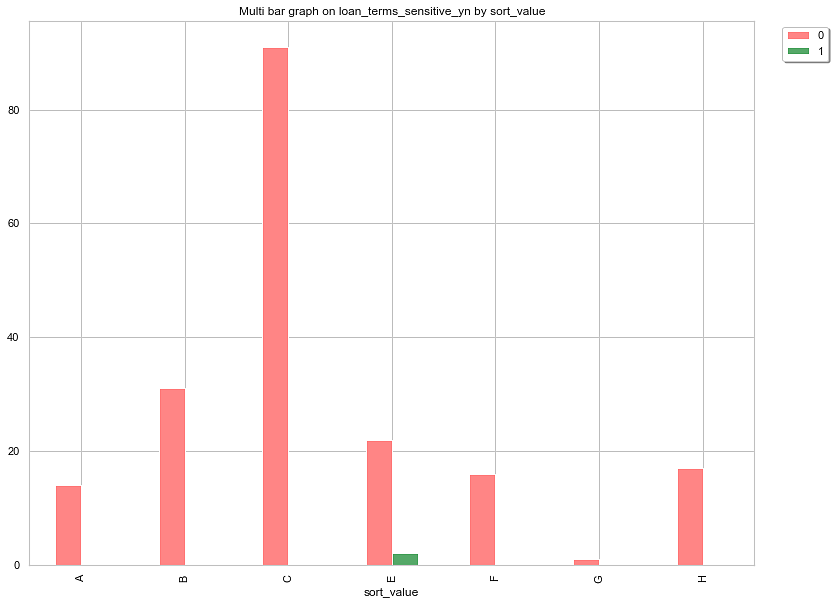 Multi bar graph on loan_terms_sensitive_yn by sort_value
0
1
80
60
40
20
0
A
B
C
E
F
G
H
sort_value